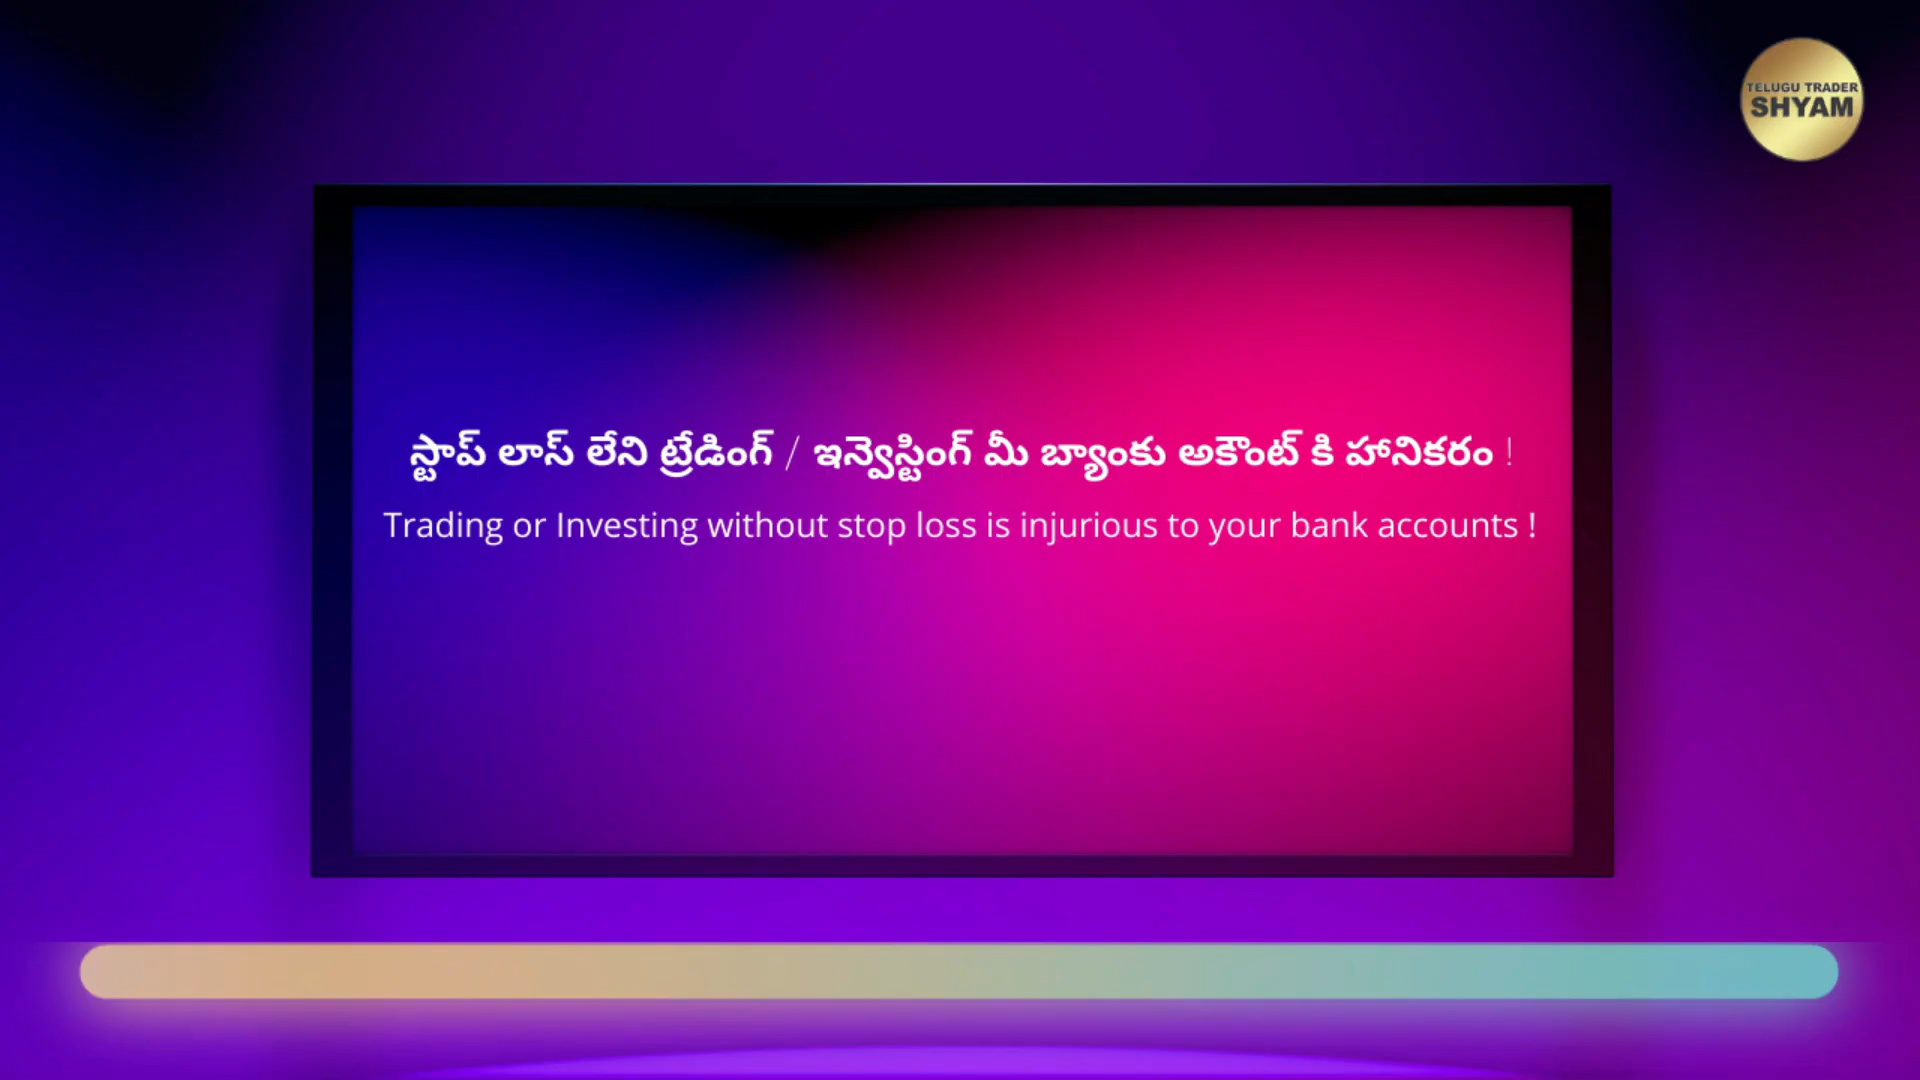 TELUGU TRADER
SHYAM
స్టాప్ లాస్ లేని ట్రేడింగ్ / ఇన్వెస్టింగ్ మీ బ్యాంకు అకౌంట్ కి హానికరం !
Trading or Investing without stop loss is injurious to your bank accounts !